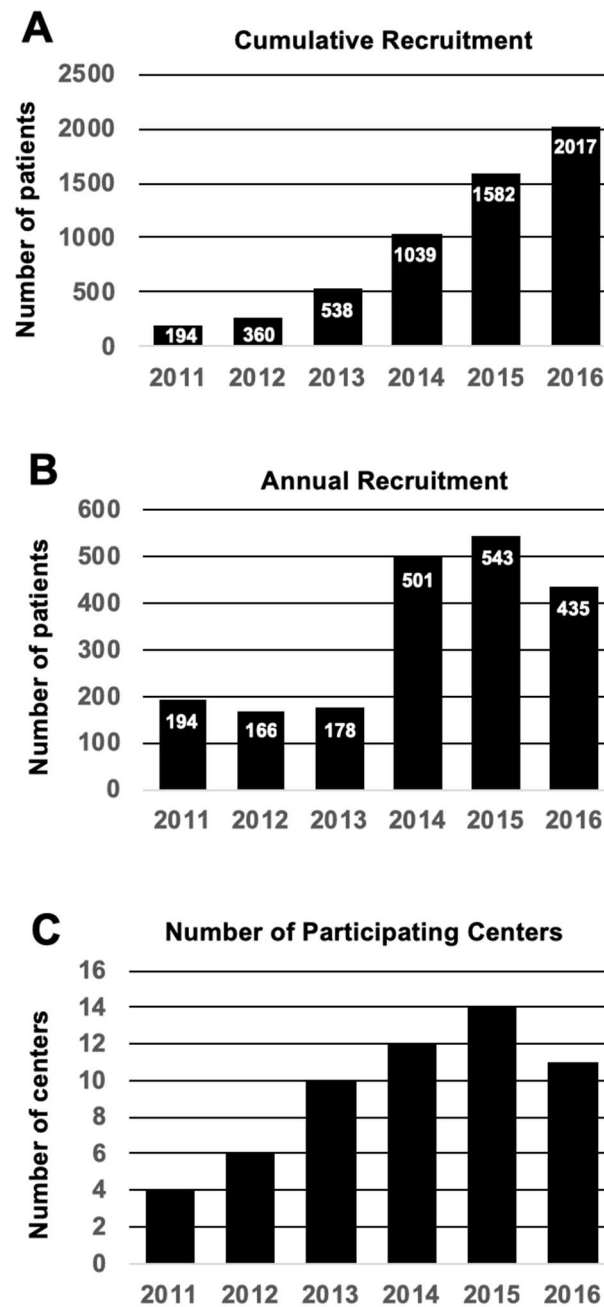 A
Cumulative Recruitment
Number of patients
2500
2000
1500
1000
500
0
194
360
538
1039
1582
2017
2011 2012 2013 2014 2015 2016
B
Annual Recruitment
Number of patients
600
500
400
300
200
100
0
194
166
178
501
543
435
2011 2012 2013 2014 2015 2016
C
Number of Participating Centers
Number of centers
16
14
12
10
8
6
4
2
0
2011 2012 2013 2014 2015 2016